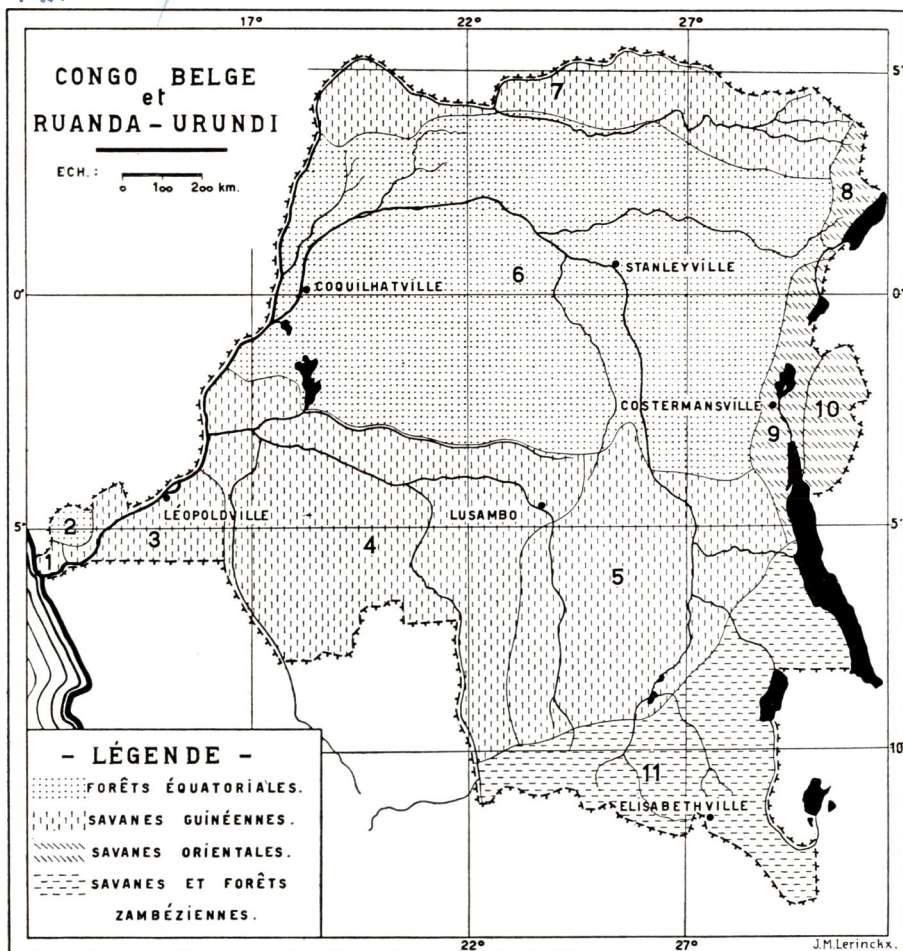 17° 22° 27°
CONGO BELGE
et
RUANDA-URUNDI
ECH.: 0 100 200 km.
5°
7
8
6
STANLEYVILLE
COQUILHATVILLE
0° 0°
COSTERMANSVILLE
10
9
LÉOPOLDVILLE
LUSAMBO
2
5° 5°
3
4
1
5
10°
11
ELISABETHVILLE
- LÉGENDE -
FORÊTS ÉQUATORIALES.
SAVANES GUINÉENNES.
SAVANES ORIENTALES.
SAVANES ET FORÊTS
ZAMBÉZIENNES.
22° 27°
J.M.Lerinckx.